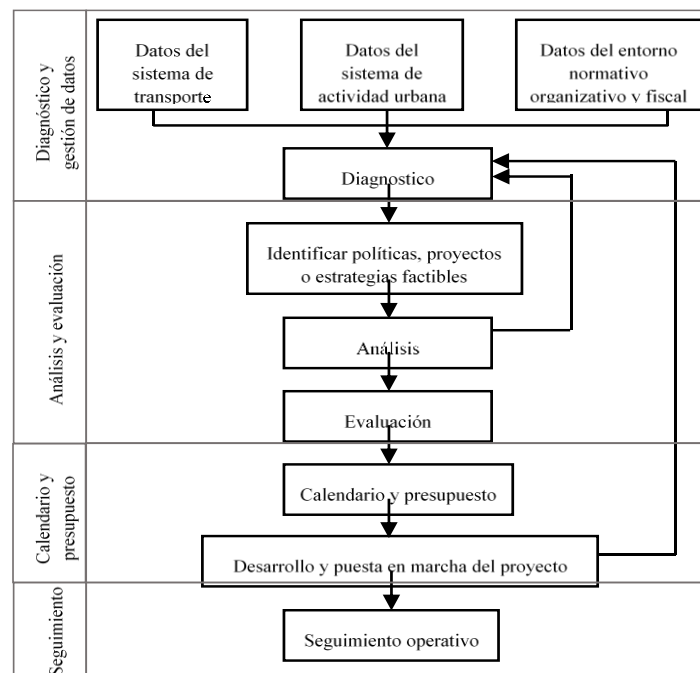 Diagnóstico y
gestión de datos
Datos del
sistema de
transporte
Datos del
sistema de
actividad urbana
Datos del entorno
normativo
organizativo y fiscal
Diagnostico
Análisis y evaluación
Identificar políticas, proyectos
o estrategias factibles
Análisis
Evaluación
Calendario y
presupuesto
Calendario y presupuesto
Desarrollo y puesta en marcha del proyecto
Seguimiento
Seguimiento operativo